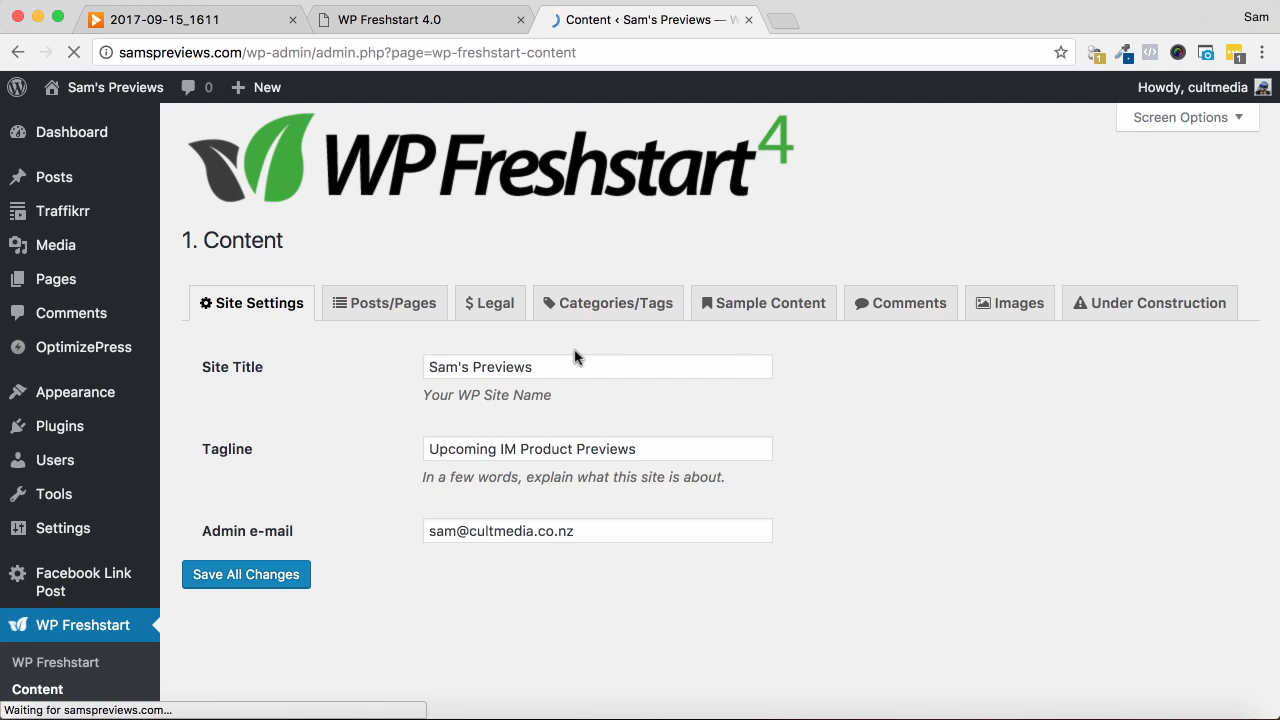 2017-09-15_1611
WP Freshstart 4.0
Content ‹ Sam's Previews — W
Sam
samspreviews.com/wp-admin/admin.php?page=wp-freshstart-content
1
1
Sam's Previews
0
New
Howdy, cultmedia
Screen Options
Dashboard
Posts
Traffikrr
Media
Pages
Comments
OptimizePress
Appearance
Plugins
Users
Tools
Settings
Facebook Link
Post
WP Freshstart
WP Freshstart
Content
WP Freshstart 4
1. Content
Site Settings
Posts/Pages
Legal
Categories/Tags
Sample Content
Comments
Images
Under Construction
Site Title
Sam's Previews
Your WP Site Name
Tagline
Upcoming IM Product Previews
In a few words, explain what this site is about.
Admin e-mail
sam@cultmedia.co.nz
Save All Changes
Waiting for samspreviews.com...